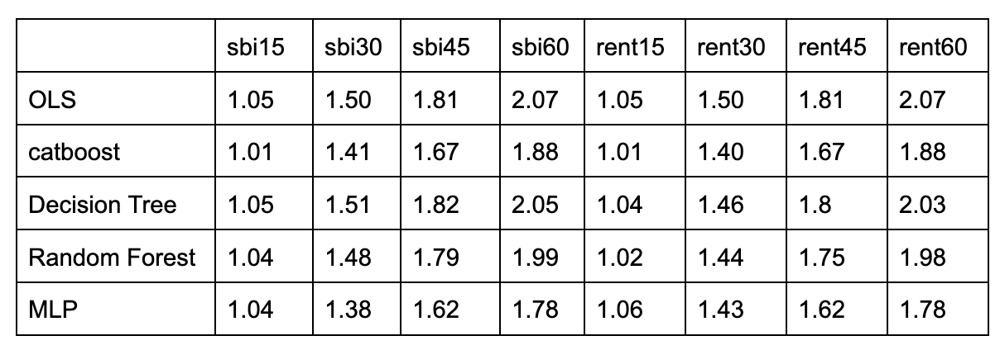 sbi15 sbi30 sbi45 sbi60 rent15 rent30 rent45 rent60
OLS 1.05 1.50 1.81 2.07 1.05 1.50 1.81 2.07
catboost 1.01 1.41 1.67 1.88 1.01 1.40 1.67 1.88
Decision Tree 1.05 1.51 1.82 2.05 1.04 1.46 1.8 2.03
Random Forest 1.04 1.48 1.79 1.99 1.02 1.44 1.75 1.98
MLP 1.04 1.38 1.62 1.78 1.06 1.43 1.62 1.78